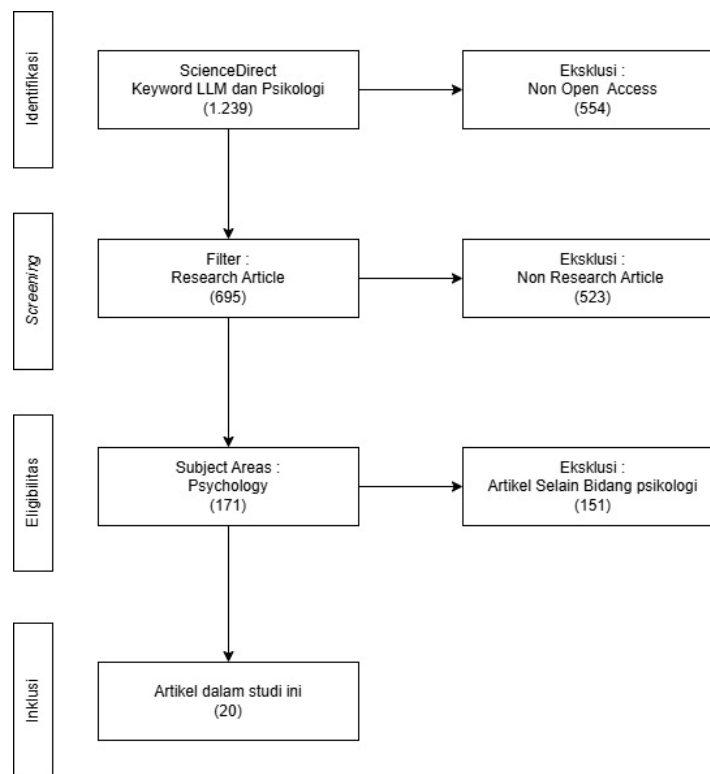 Identifikasi
ScienceDirect
Keyword LLM dan Psikologi
(1.239)
Eksklusi :
Non Open Access
(554)
Screening
Filter :
Research Article
(695)
Eksklusi :
Non Research Article
(523)
Eligibilitas
Subject Areas :
Psychology
(171)
Eksklusi :
Artikel Selain Bidang psikologi
(151)
Inklusi
Artikel dalam studi ini
(20)